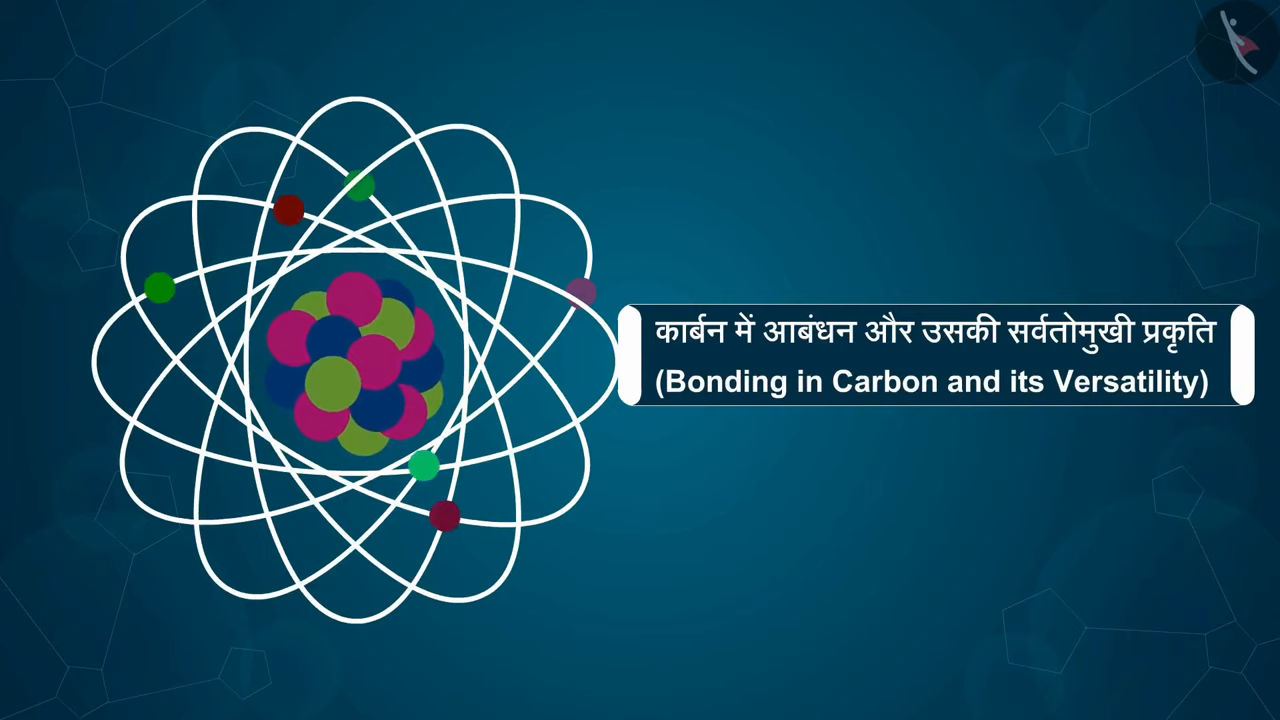 कार्बन में आबंधन और उसकी सर्वतोमुखी प्रकृति
(Bonding in Carbon and its Versatility)